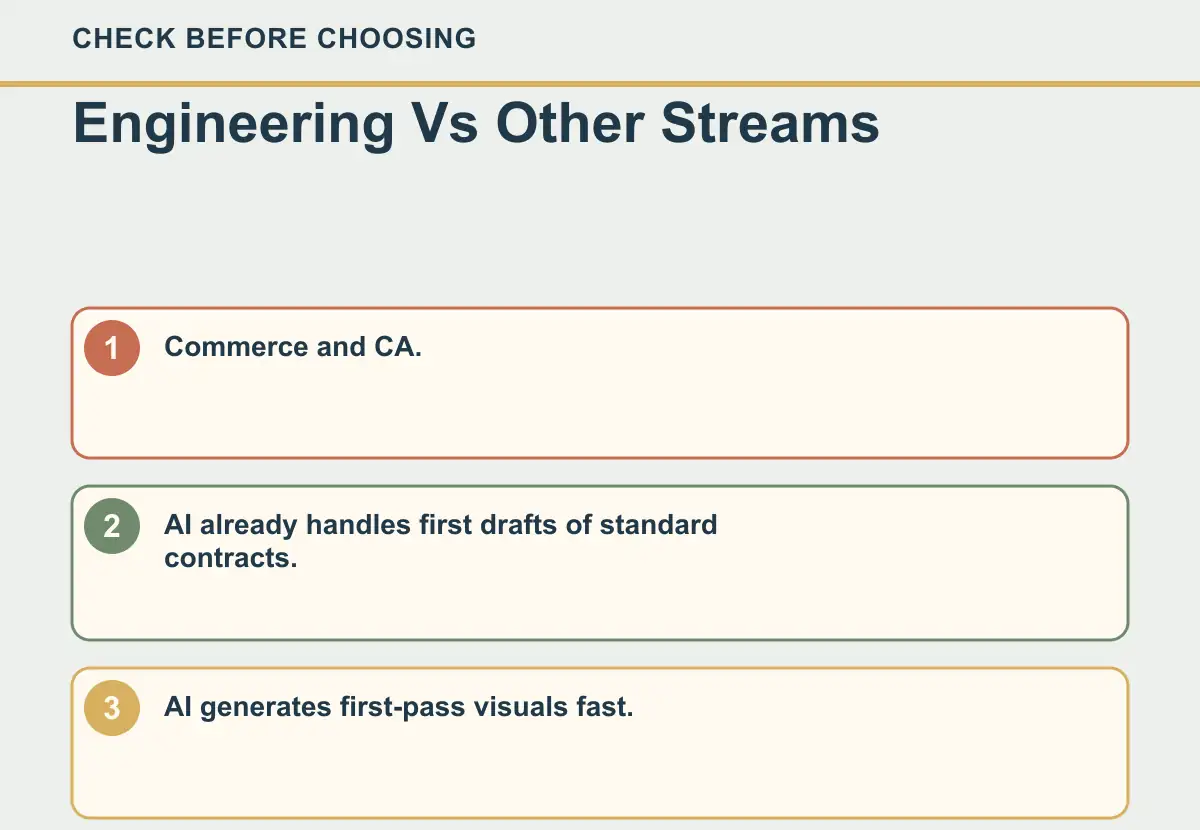 CHECK BEFORE CHOOSING
Engineering Vs Other Streams
1
Commerce and CA.
2
AI already handles first drafts of standard
contracts.
3
AI generates first-pass visuals fast.